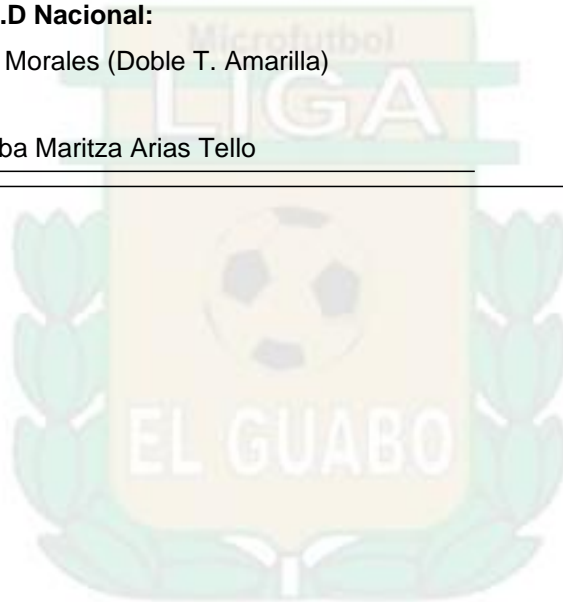 .D Nacional:
Morales (Doble T. Amarilla)
Microfutbol
LIGA
ba Maritza Arias Tello
EL GUABO